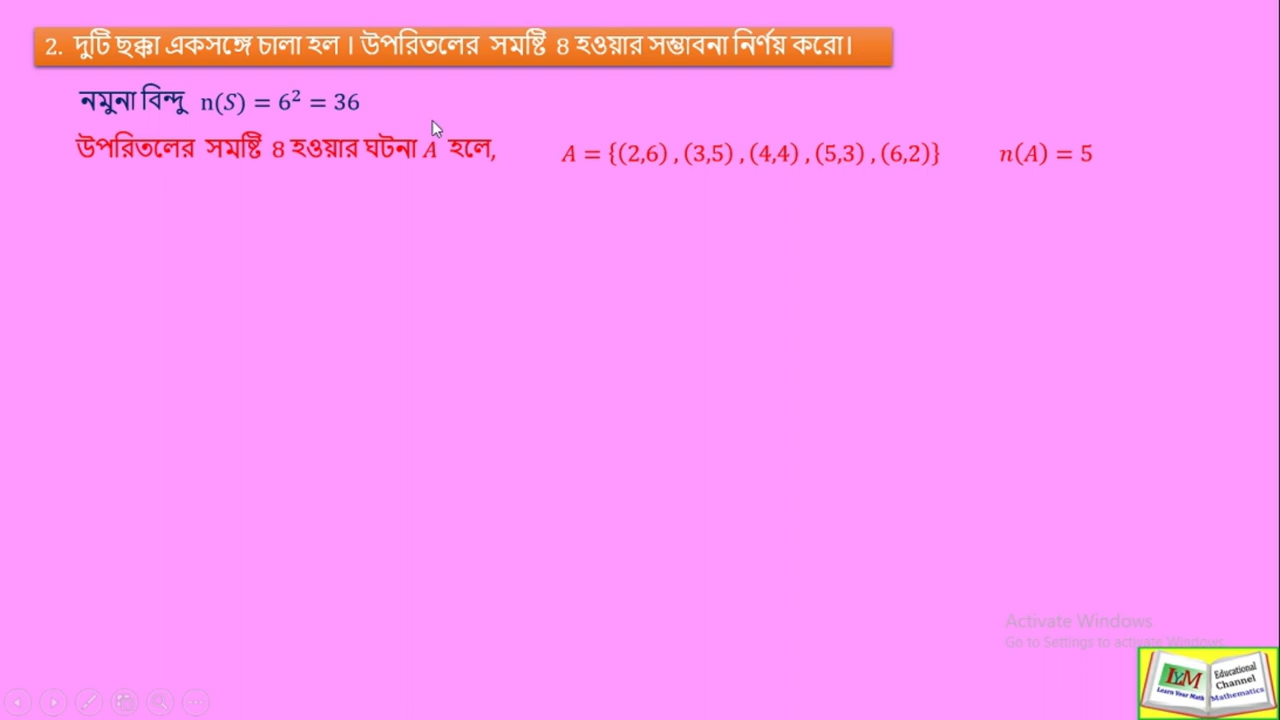 2. দুটি ছক্কা একসঙ্গে চালা হল। উপরিতলের সমষ্টি 8 হওয়ার সম্ভাবনা নির্ণয় করো।
নমুনা বিন্দু n(S) = 6² = 36
উপরিতলের সমষ্টি 8 হওয়ার ঘটনা A হলে, A = {(2,6) , (3,5) , (4,4) , (5,3) , (6,2)} n(A) = 5
Activate Windows
Go to Settings to activate Windows.
LYM
Learn Your Math
Educational
Channel
Mathematics